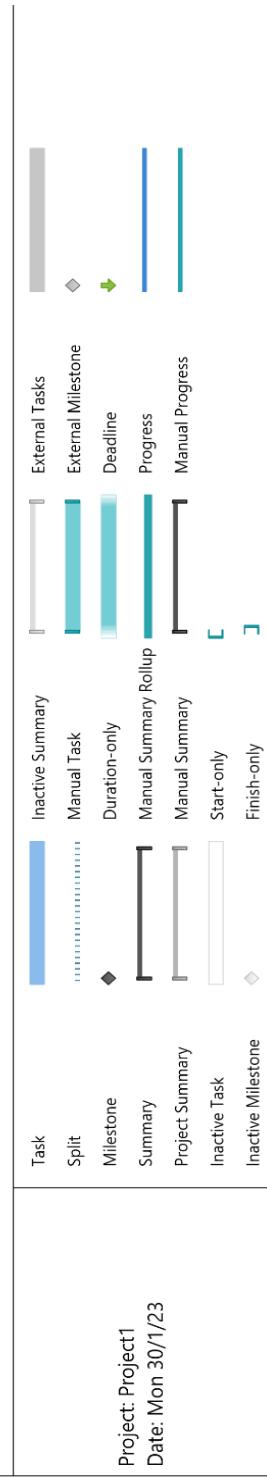 Project: Project1
Date: Mon 30/1/23
Task
Split
Milestone
Summary
Project Summary
Inactive Task
Inactive Milestone
Inactive Summary
Manual Task
Duration-only
Manual Summary Rollup
Manual Summary
Start-only
Finish-only
External Tasks
External Milestone
Deadline
Progress
Manual Progress